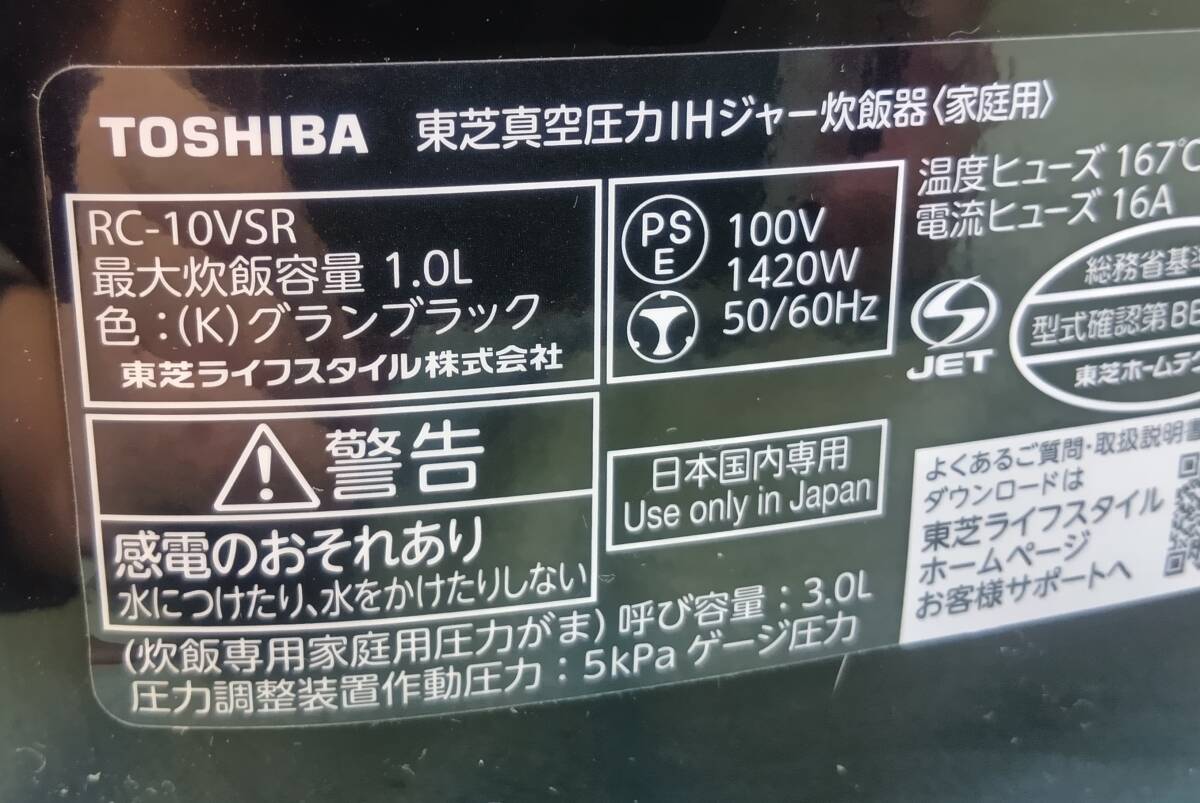 TOSHIBA 東芝真空圧力IHジャー炊飯器〈家庭用〉
RC-10VSR
最大炊飯容量 1.0L
色:(K)グランブラック
東芝ライフスタイル株式会社
PS
E
100V
1420W
50/60Hz
温度ヒューズ 167℃
電流ヒューズ 16A
JET
総務省基準
型式確認第
東芝ホームテ
警告
感電のおそれあり
水につけたり、水をかけたりしない
日本国内専用
Use only in Japan
(炊飯専用家庭用圧力がま) 呼び容量:3.0L
圧力調整装置作動圧力:5kPa ゲージ圧力
よくあるご質問・取扱説明書
ダウンロードは
東芝ライフスタイル
ホームページ
お客様サポートへ